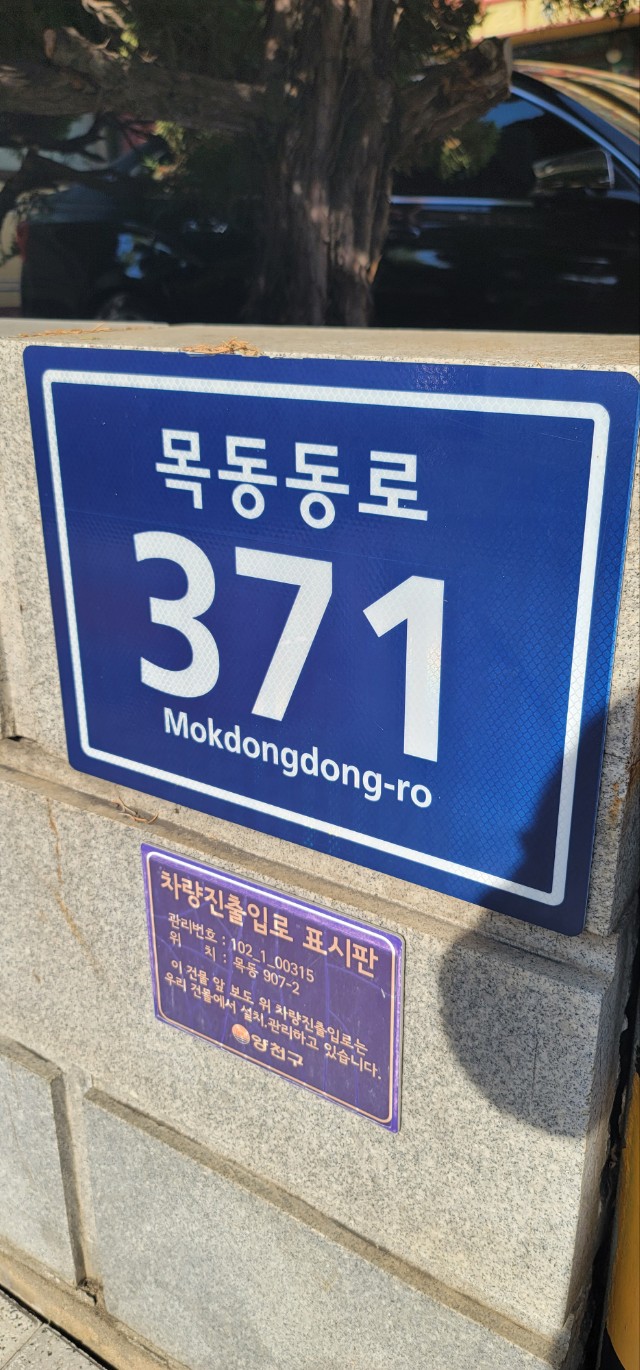 목동동로
371
Mokdongdong-ro
차량진출입로 표시판
관리번호 : 102_1_00315
위 치 : 목동 907-2
이 건물 앞 보도 위 차량진출입로는
우리 건물에서 설치,관리하고 있습니다.
양천구